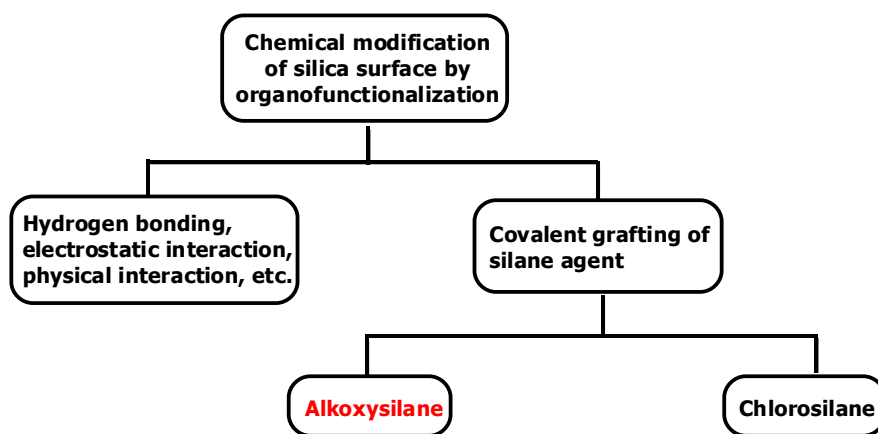 Chemical modification
of silica surface by
organofunctionalization
Hydrogen bonding,
electrostatic interaction,
physical interaction, etc.
Covalent grafting of
silane agent
Alkoxysilane
Chlorosilane